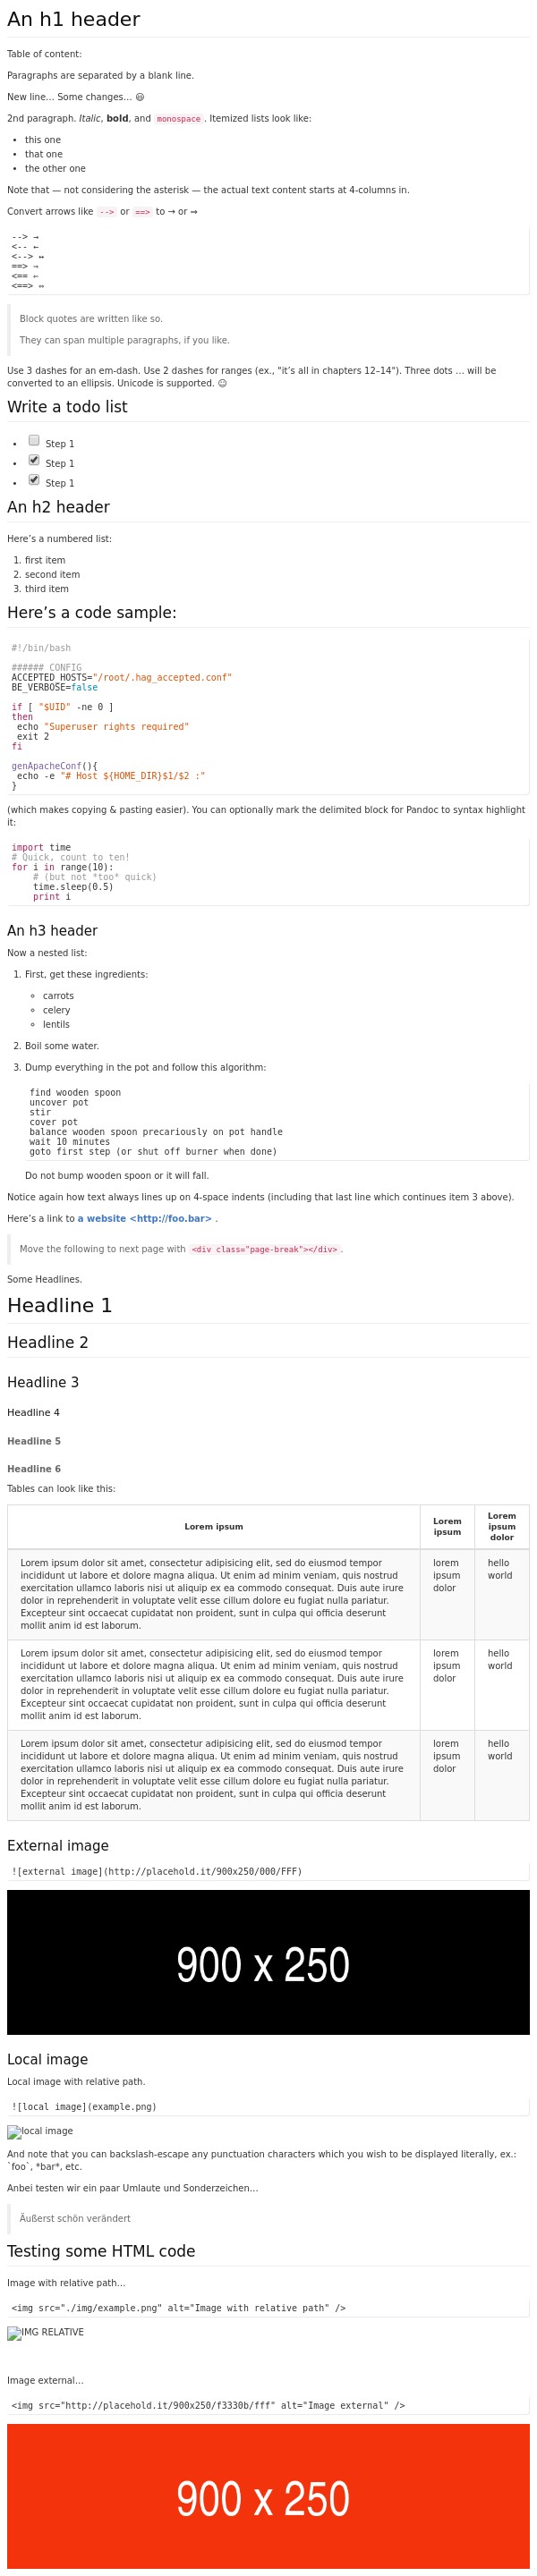 An h1 header
Table of content:
Paragraphs are separated by a blank line.
New line… Some changes… 😃
2nd paragraph. Italic, bold, and monospace. Itemized lists look like:
• this one
• that one
• the other one
Note that — not considering the asterisk — the actual text content starts at 4-columns in.
Convert arrows like --> or ==> to → or ⇒
--> →
<-- ←
<--> ↔
==> ⇒
<== ⇐
<==> ⇔
Block quotes are written like so.
They can span multiple paragraphs, if you like.
Use 3 dashes for an em-dash. Use 2 dashes for ranges (ex., "it’s all in chapters 12–14"). Three dots … will be
converted to an ellipsis. Unicode is supported. ☺
Write a todo list
• Step 1
• Step 1
• Step 1
An h2 header
Here’s a numbered list:
1. first item
2. second item
3. third item
Here’s a code sample:
#!/bin/bash
###### CONFIG
ACCEPTED_HOSTS="/root/.hag_accepted.conf"
BE_VERBOSE=false
if [ "$UID" -ne 0 ]
then
 echo "Superuser rights required"
 exit 2
fi
genApacheConf(){
 echo -e "# Host ${HOME_DIR}$1/$2 :"
}
(which makes copying & pasting easier). You can optionally mark the delimited block for Pandoc to syntax highlight
it:
import time
# Quick, count to ten!
for i in range(10):
    # (but not *too* quick)
    time.sleep(0.5)
    print i
An h3 header
Now a nested list:
1. First, get these ingredients:
◦ carrots
◦ celery
◦ lentils
2. Boil some water.
3. Dump everything in the pot and follow this algorithm:
find wooden spoon
uncover pot
stir
cover pot
balance wooden spoon precariously on pot handle
wait 10 minutes
goto first step (or shut off burner when done)
Do not bump wooden spoon or it will fall.
Notice again how text always lines up on 4-space indents (including that last line which continues item 3 above).
Here’s a link to a website <http://foo.bar> .
Move the following to next page with <div class="page-break"></div>.
Some Headlines.
Headline 1
Headline 2
Headline 3
Headline 4
Headline 5
Headline 6
Tables can look like this:
Lorem ipsum
Lorem
ipsum
Lorem
ipsum
dolor
Lorem ipsum dolor sit amet, consectetur adipisicing elit, sed do eiusmod tempor
incididunt ut labore et dolore magna aliqua. Ut enim ad minim veniam, quis nostrud
exercitation ullamco laboris nisi ut aliquip ex ea commodo consequat. Duis aute irure
dolor in reprehenderit in voluptate velit esse cillum dolore eu fugiat nulla pariatur.
Excepteur sint occaecat cupidatat non proident, sunt in culpa qui officia deserunt
mollit anim id est laborum.
lorem
ipsum
dolor
hello
world
Lorem ipsum dolor sit amet, consectetur adipisicing elit, sed do eiusmod tempor
incididunt ut labore et dolore magna aliqua. Ut enim ad minim veniam, quis nostrud
exercitation ullamco laboris nisi ut aliquip ex ea commodo consequat. Duis aute irure
dolor in reprehenderit in voluptate velit esse cillum dolore eu fugiat nulla pariatur.
Excepteur sint occaecat cupidatat non proident, sunt in culpa qui officia deserunt
mollit anim id est laborum.
lorem
ipsum
dolor
hello
world
Lorem ipsum dolor sit amet, consectetur adipisicing elit, sed do eiusmod tempor
incididunt ut labore et dolore magna aliqua. Ut enim ad minim veniam, quis nostrud
exercitation ullamco laboris nisi ut aliquip ex ea commodo consequat. Duis aute irure
dolor in reprehenderit in voluptate velit esse cillum dolore eu fugiat nulla pariatur.
Excepteur sint occaecat cupidatat non proident, sunt in culpa qui officia deserunt
mollit anim id est laborum.
lorem
ipsum
dolor
hello
world
External image
![external image](http://placehold.it/900x250/000/FFF)
900 x 250
Local image
Local image with relative path.
![local image](example.png)
local image
And note that you can backslash-escape any punctuation characters which you wish to be displayed literally, ex.:
`foo`, *bar*, etc.
Anbei testen wir ein paar Umlaute und Sonderzeichen…
Äußerst schön verändert
Testing some HTML code
Image with relative path…
<img src="./img/example.png" alt="Image with relative path" />
IMG RELATIVE
Image external…
<img src="http://placehold.it/900x250/f3330b/fff" alt="Image external" />
900 x 250